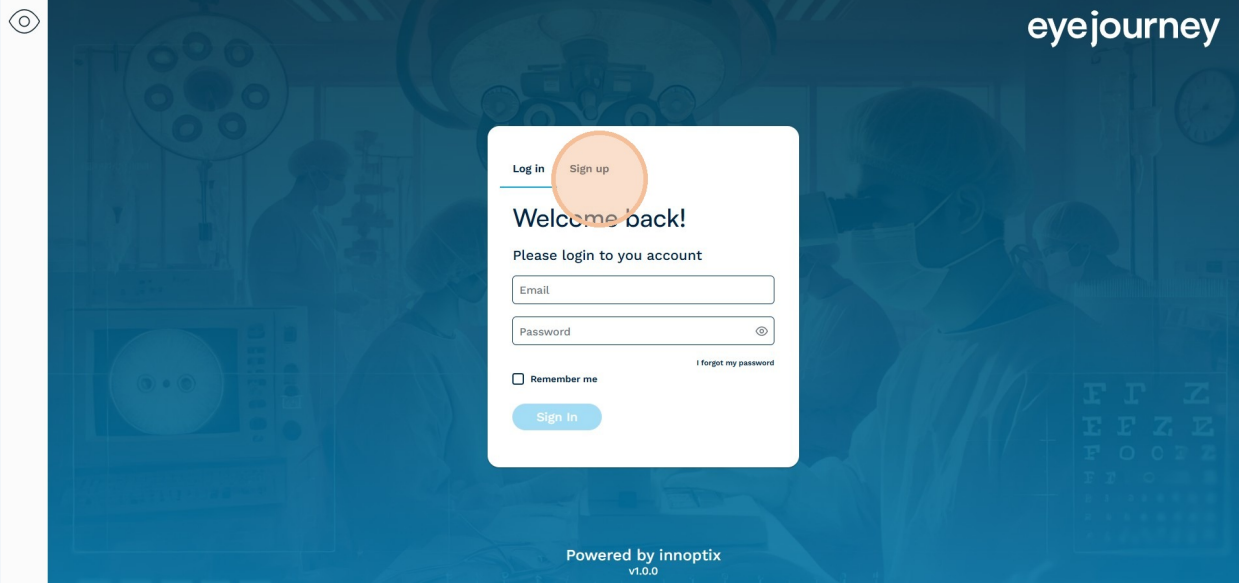 eyejourney
Log in
Sign up
Welcome back!
Please login to you account
Email
Password
I forgot my password
Remember me
Sign In
F F Z
E F Z Z
F O
Powered by innoptix
v1.0.0